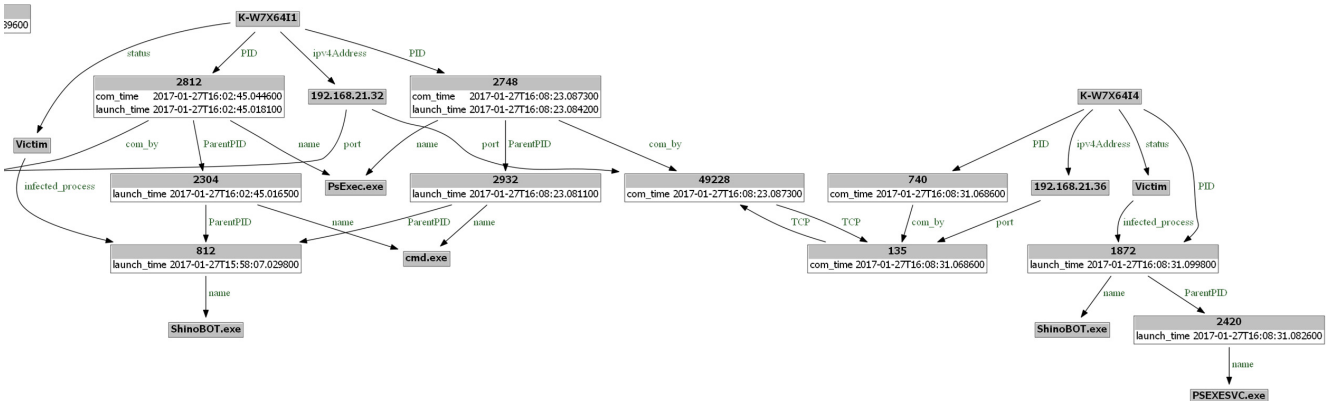 39600
K-W7X64I1
status
PID
ipv4Address
PID
2812
com_time 2017-01-27T16:02:45.044600
launch_time 2017-01-27T16:02:45.018100
192.168.21.32
2748
com_time 2017-01-27T16:08:23.087300
launch_time 2017-01-27T16:08:23.084200
K-W7X64I4
Victim
com_by
ParentPID
name
port
name
ParentPID
port
com_by
PID
ipv4Address
status
PID
infected_process
2304
launch_time 2017-01-27T16:02:45.016500
PsExec.exe
2932
launch_time 2017-01-27T16:08:23.081100
49228
com_time 2017-01-27T16:08:23.087300
740
com_time 2017-01-27T16:08:31.068600
192.168.21.36
Victim
ParentPID
name
ParentPID
name
TCP
TCP
com_by
port
infected_process
812
launch_time 2017-01-27T15:58:07.029800
cmd.exe
135
com_time 2017-01-27T16:08:31.068600
1872
launch_time 2017-01-27T16:08:31.099800
name
name
ParentPID
ShinoBOT.exe
ShinoBOT.exe
2420
launch_time 2017-01-27T16:08:31.082600
name
PSEXESVC.exe